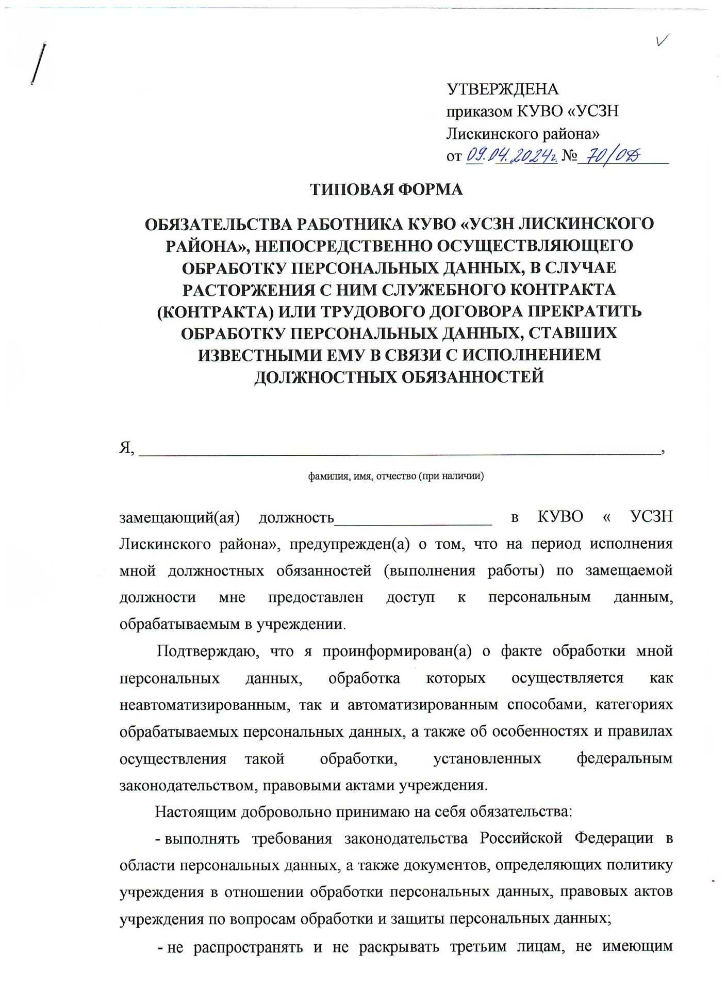 УТВЕРЖДЕНА
приказом КУВО «УСЗН
Лискинского района»
от 09.04.2024г. № 70/ОД
ТИПОВАЯ ФОРМА
ОБЯЗАТЕЛЬСТВА РАБОТНИКА КУВО «УСЗН ЛИСКИНСКОГО
РАЙОНА», НЕПОСРЕДСТВЕННО ОСУЩЕСТВЛЯЮЩЕГО
ОБРАБОТКУ ПЕРСОНАЛЬНЫХ ДАННЫХ, В СЛУЧАЕ
РАСТОРЖЕНИЯ С НИМ СЛУЖЕБНОГО КОНТРАКТА
(КОНТРАКТА) ИЛИ ТРУДОВОГО ДОГОВОРА ПРЕКРАТИТЬ
ОБРАБОТКУ ПЕРСОНАЛЬНЫХ ДАННЫХ, СТАВШИХ
ИЗВЕСТНЫМИ ЕМУ В СВЯЗИ С ИСПОЛНЕНИЕМ
ДОЛЖНОСТНЫХ ОБЯЗАННОСТЕЙ
Я, ______________________________________________________________,
фамилия, имя, отчество (при наличии)
замещающий(ая) должность___________________ в КУВО « УСЗН
Лискинского района», предупрежден(а) о том, что на период исполнения
мной должностных обязанностей (выполнения работы) по замещаемой
должности мне предоставлен доступ к персональным данным,
обрабатываемым в учреждении.
Подтверждаю, что я проинформирован(а) о факте обработки мной
персональных данных, обработка которых осуществляется как
неавтоматизированным, так и автоматизированным способами, категориях
обрабатываемых персональных данных, а также об особенностях и правилах
осуществления такой обработки, установленных федеральным
законодательством, правовыми актами учреждения.
Настоящим добровольно принимаю на себя обязательства:
- выполнять требования законодательства Российской Федерации в
области персональных данных, а также документов, определяющих политику
учреждения в отношении обработки персональных данных, правовых актов
учреждения по вопросам обработки и защиты персональных данных;
- не распространять и не раскрывать третьим лицам, не имеющим